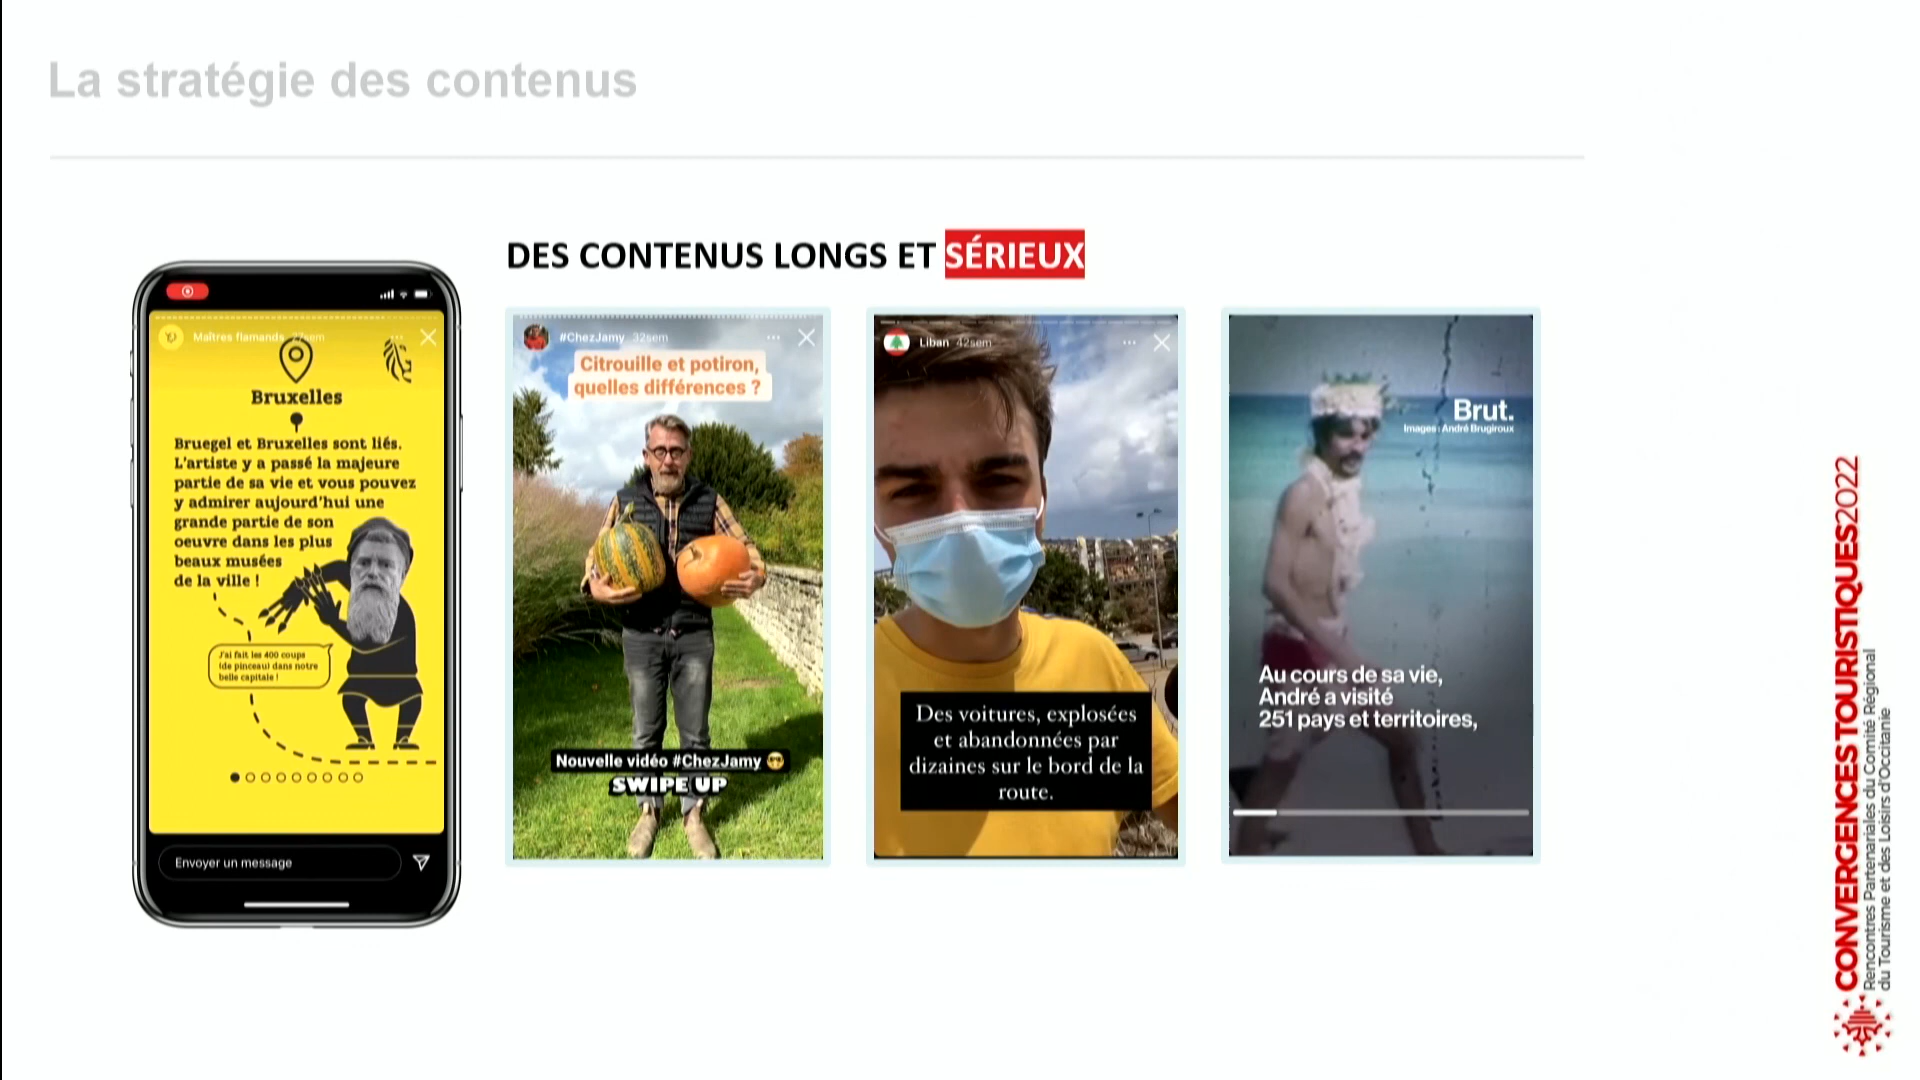 La stratégie des contenus
DES CONTENUS LONGS ET SÉRIEUX
Maîtres flamands 27sem
Bruxelles
Bruegel et Bruxelles sont liés.
L'artiste y a passé la majeure
partie de sa vie et vous pouvez
y admirer aujourd'hui une
grande partie de son
oeuvre dans les plus
beaux musées
de la ville !
J'ai fait les 400 coups
(de pinceau) dans notre
belle capitale !
Envoyer un message
#ChezJamy 32sem
Citrouille et potiron,
quelles différences ?
Nouvelle vidéo #ChezJamy
SWIPE UP
Liban 42sem
Des voitures, explosées
et abandonnées par
dizaines sur le bord de la
route.
Brut.
Images : André Brugiroux
Au cours de sa vie,
André a visité
251 pays et territoires,
CONVERGENCES TOURISTIQUES2022
Rencontres Partenariales du Comité Régional
du Tourisme et des Loisirs d'Occitanie